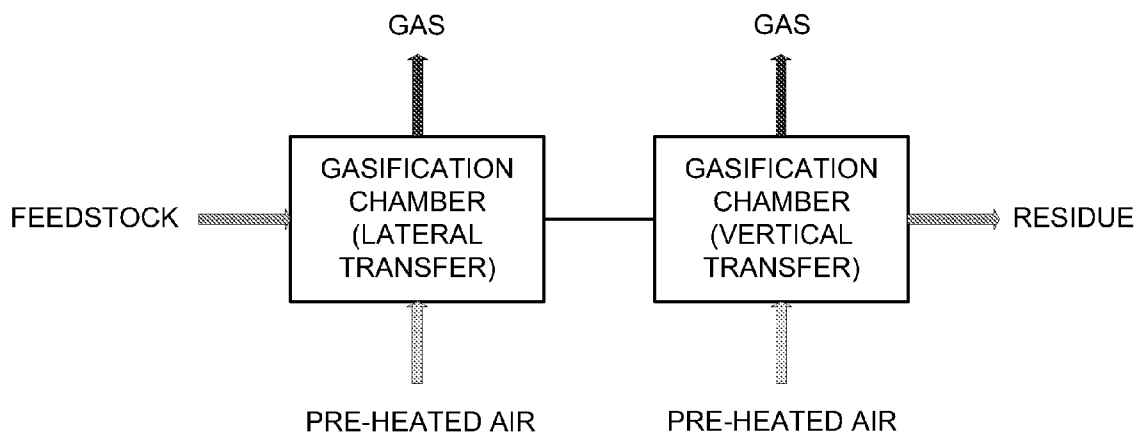 GAS
GAS
FEEDSTOCK
GASIFICATION
CHAMBER
(LATERAL
TRANSFER)
GASIFICATION
CHAMBER
(VERTICAL
TRANSFER)
RESIDUE
PRE-HEATED AIR
PRE-HEATED AIR